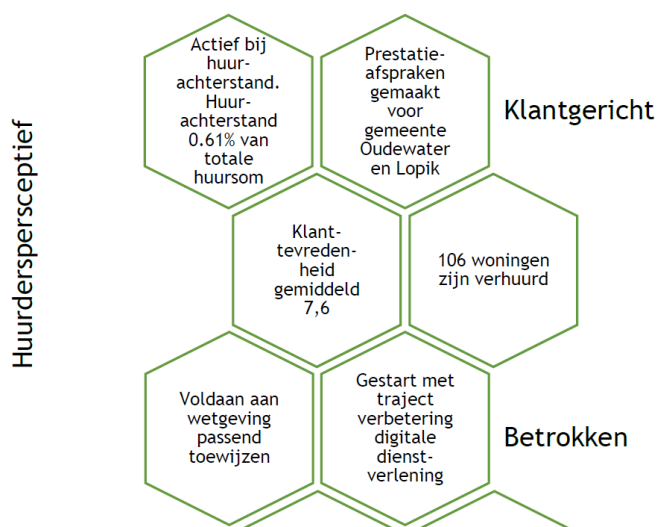 Huurderspersceptief
Actief bij
huur-
achterstand.
Huur-
achterstand
0.61% van
totale
huursom
Prestatie-
afspraken
gemaakt
voor
gemeente
Oudewater
en Lopik
Klantgericht
Klant-
tevreden-
heid
gemiddeld
7,6
106 woningen
zijn verhuurd
Voldaan aan
wetgeving
passend
toewijzen
Gestart met
traject
verbetering
digitale
dienst-
verlening
Betrokken